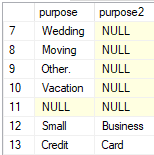 purpose purpose2
7 Wedding NULL
8 Moving NULL
9 Other. NULL
10 Vacation NULL
11 NULL NULL
12 Small Business
13 Credit Card